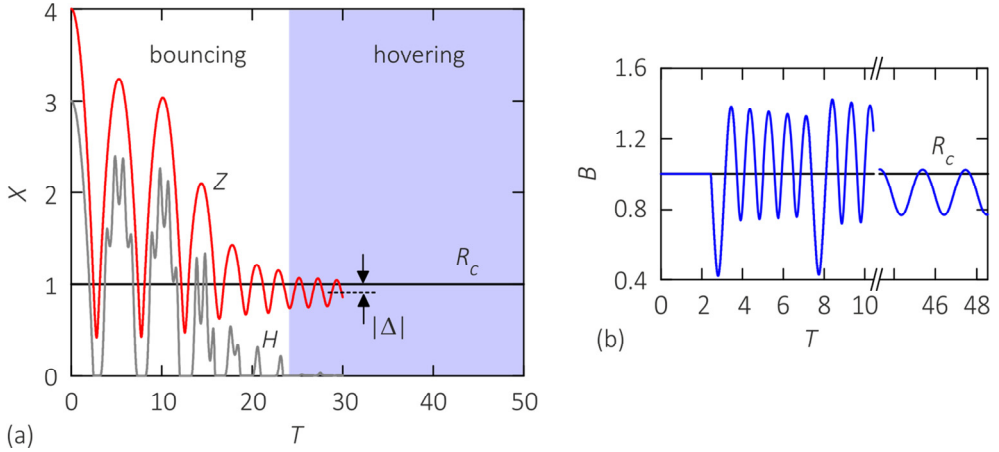 bouncing hovering
4
3
2
1
0
X
Z
H
R_c
|Δ|
0 10 20 30 40 50
T
(a)
1.6
1.2
0.8
0.4
B
R_c
0 2 4 6 8 10 46 48
T
(b)